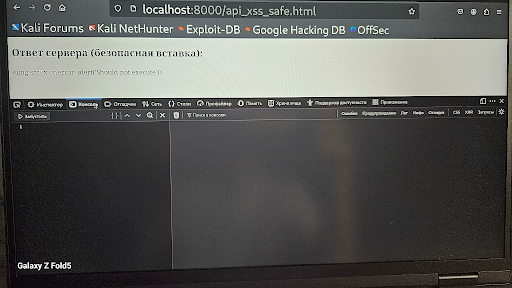 localhost:8000/api_xss_safe.html
Kali Forums Kali NetHunter Exploit-DB Google Hacking DB OffSec
Ответ сервера (безопасная вставка):
<img src=x onerror=alert('Should not execute')>
Инспектор Консоль Отладчик Сеть Стили Профайлер Память Хранилище Поддержка доступности Приложение
Запустить Поиск в консоли Ошибки Предупреждения Лог Инфо Отладка CSS XHR Запросы
1
Galaxy Z Fold5